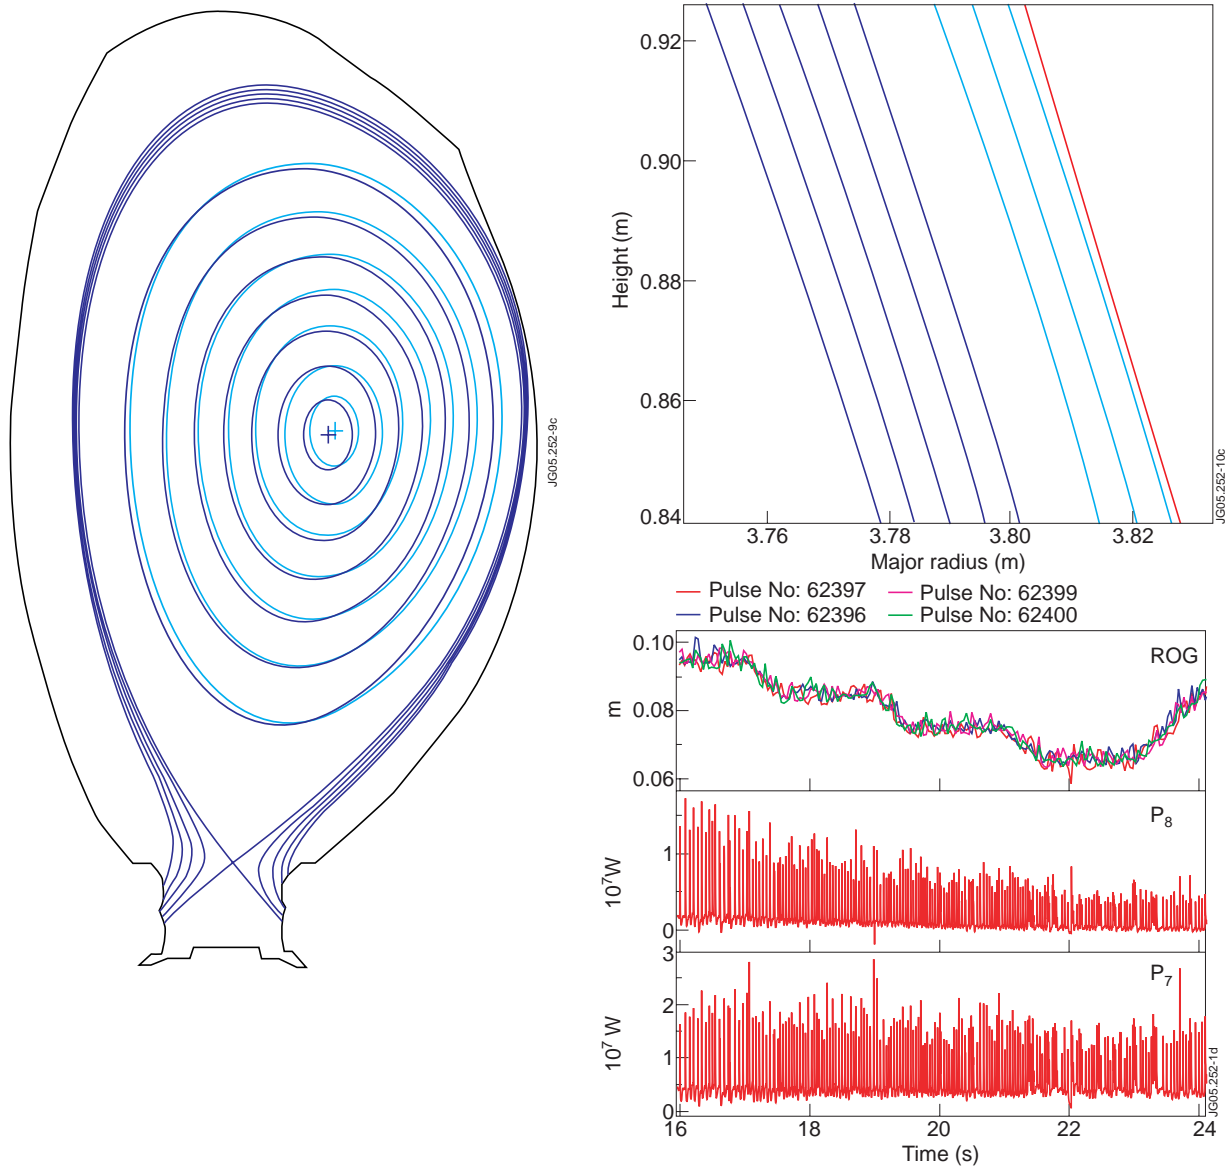 JG05.252-9c
0.92
0.90
0.88
0.86
0.84
Height (m)
3.76
3.78
3.80
3.82
Major radius (m)
JG05.252-10c
Pulse No: 62397
Pulse No: 62399
Pulse No: 62396
Pulse No: 62400
0.10
ROG
m
0.08
0.06
P8
1
10⁷W
0
3
P7
2
10⁷ W
1
0
16
18
20
22
24
Time (s)
JG05.252-1d